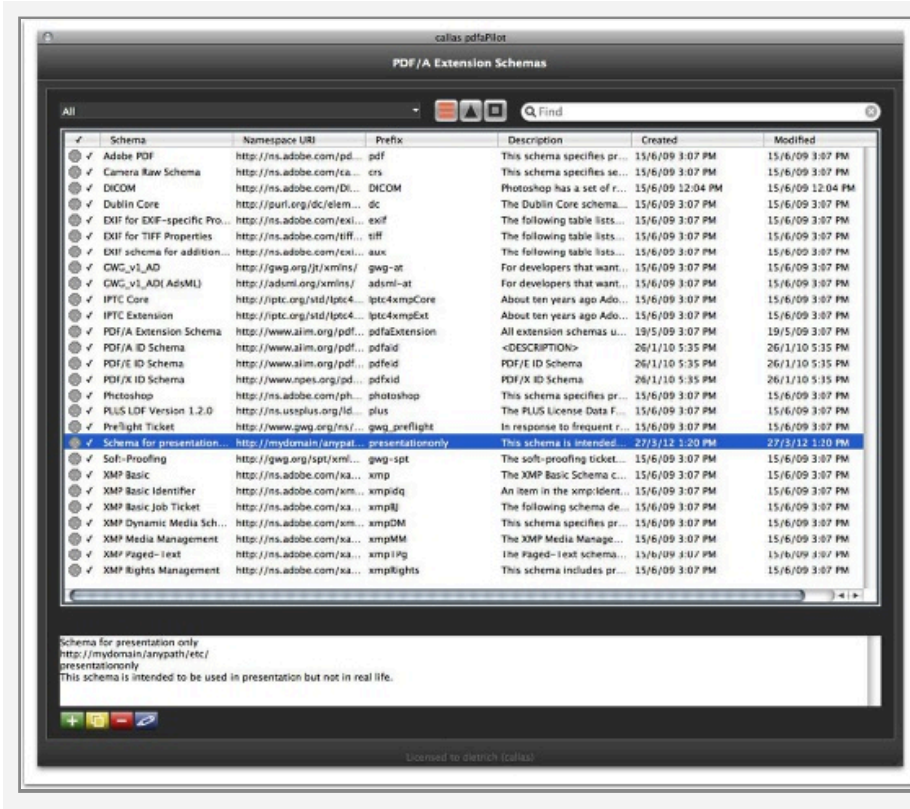 callas pdfaPilot
PDF/A Extension Schemas
All Find
✓ Schema Namespace URI Prefix Description Created Modified
✓ Adobe PDF http://ns.adobe.com/pd... pdf This schema specifies pr... 15/6/09 3:07 PM 15/6/09 3:07 PM
✓ Camera Raw Schema http://ns.adobe.com/ca... crs This schema specifies se... 15/6/09 3:07 PM 15/6/09 3:07 PM
✓ DICOM http://ns.adobe.com/DI... DICOM Photoshop has a set of r... 15/6/09 12:04 PM 15/6/09 12:04 PM
✓ Dublin Core http://purl.org/dc/elem... dc The Dublin Core schema... 15/6/09 3:07 PM 15/6/09 3:07 PM
✓ EXIF for EXIF-specific Pro... http://ns.adobe.com/exi... exif The following table lists... 15/6/09 3:07 PM 15/6/09 3:07 PM
✓ EXIF for TIFF Properties http://ns.adobe.com/tiff... tiff The following table lists... 15/6/09 3:07 PM 15/6/09 3:07 PM
✓ EXIF schema for addition... http://ns.adobe.com/exi... aux The following table lists... 15/6/09 3:07 PM 15/6/09 3:07 PM
✓ GWG_v1_AD http://gwg.org/jt/xmlns/ gwg-at For developers that want... 15/6/09 3:07 PM 15/6/09 3:07 PM
✓ GWG_v1_AD( AdsML) http://adsml.org/xmlns/ adsml-at For developers that want... 15/6/09 3:07 PM 15/6/09 3:07 PM
✓ IPTC Core http://iptc.org/std/Iptc4... Iptc4xmpCore About ten years ago Ado... 15/6/09 3:07 PM 15/6/09 3:07 PM
✓ IPTC Extension http://iptc.org/std/Iptc4... Iptc4xmpExt About ten years ago Ado... 15/6/09 3:07 PM 15/6/09 3:07 PM
✓ PDF/A Extension Schema http://www.aiim.org/pdf... pdfaExtension All extension schemas u... 19/5/09 3:07 PM 19/5/09 3:07 PM
✓ PDF/A ID Schema http://www.aiim.org/pdf... pdfaid <DESCRIPTION> 26/1/10 5:35 PM 26/1/10 5:35 PM
✓ PDF/E ID Schema http://www.aiim.org/pdf... pdfeid PDF/E ID Schema 26/1/10 5:35 PM 26/1/10 5:35 PM
✓ PDF/X ID Schema http://www.npes.org/pd... pdfxid PDF/X ID Schema 26/1/10 5:35 PM 26/1/10 5:35 PM
✓ Photoshop http://ns.adobe.com/ph... photoshop This schema specifies pr... 15/6/09 3:07 PM 15/6/09 3:07 PM
✓ PLUS LDF Version 1.2.0 http://ns.useplus.org/ld... plus The PLUS License Data F... 15/6/09 3:07 PM 15/6/09 3:07 PM
✓ Preflight Ticket http://www.gwg.org/ns/... gwg_preflight In response to frequent r... 15/6/09 3:07 PM 15/6/09 3:07 PM
✓ Schema for presentation... http://mydomain/anypat... presentationonly This schema is intended... 27/3/12 1:20 PM 27/3/12 1:20 PM
✓ Soft-Proofing http://gwg.org/spt/xml... gwg-spt The soft-proofing ticket... 15/6/09 3:07 PM 15/6/09 3:07 PM
✓ XMP Basic http://ns.adobe.com/xa... xmp The XMP Basic Schema c... 15/6/09 3:07 PM 15/6/09 3:07 PM
✓ XMP Basic Identifier http://ns.adobe.com/xm... xmpidq An item in the xmp:Ident... 15/6/09 3:07 PM 15/6/09 3:07 PM
✓ XMP Basic Job Ticket http://ns.adobe.com/xa... xmpBJ The following schema de... 15/6/09 3:07 PM 15/6/09 3:07 PM
✓ XMP Dynamic Media Sch... http://ns.adobe.com/xm... xmpDM This schema specifies pr... 15/6/09 3:07 PM 15/6/09 3:07 PM
✓ XMP Media Management http://ns.adobe.com/xa... xmpMM The XMP Media Manage... 15/6/09 3:07 PM 15/6/09 3:07 PM
✓ XMP Paged-Text http://ns.adobe.com/xa... xmpTPg The Paged-Text schema... 15/6/09 3:07 PM 15/6/09 3:07 PM
✓ XMP Rights Management http://ns.adobe.com/xa... xmpRights This schema includes pr... 15/6/09 3:07 PM 15/6/09 3:07 PM
Schema for presentation only
http://mydomain/anypath/etc/
presentationonly
This schema is intended to be used in presentation but not in real life.
Licensed to dietrich (callas)